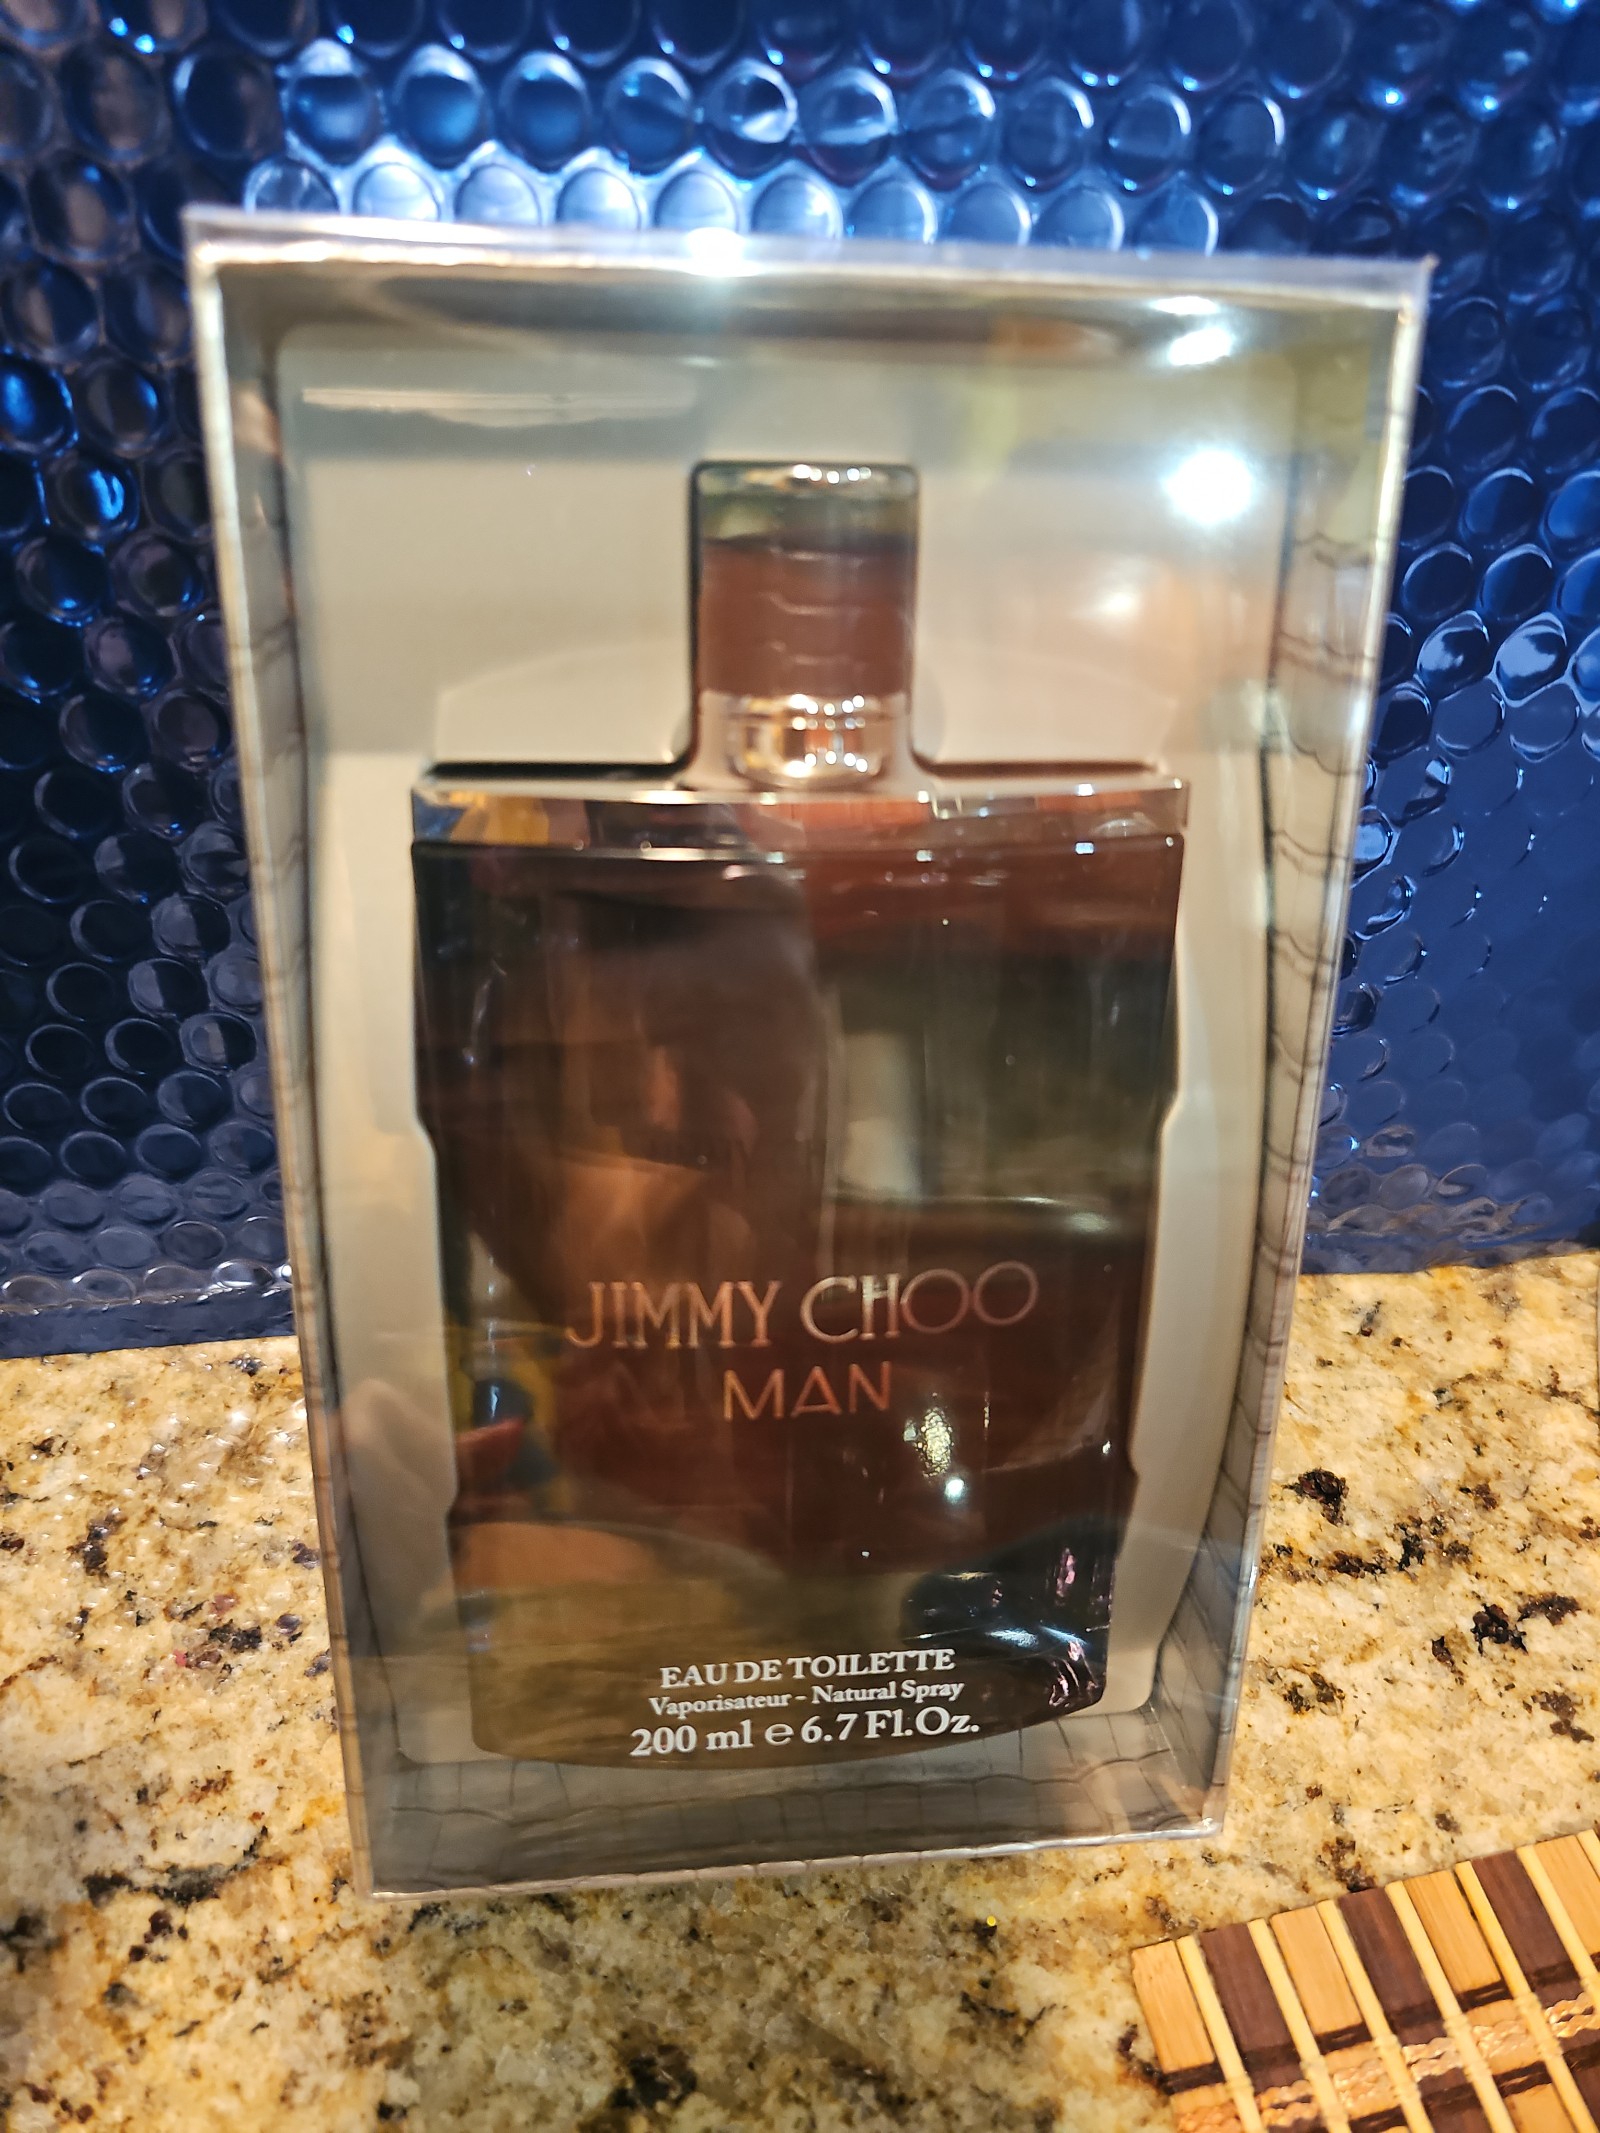 JIMMY CHOO
MAN
EAU DE TOILETTE
Vaporisateur - Natural Spray
200 ml ℮ 6.7 Fl.Oz.